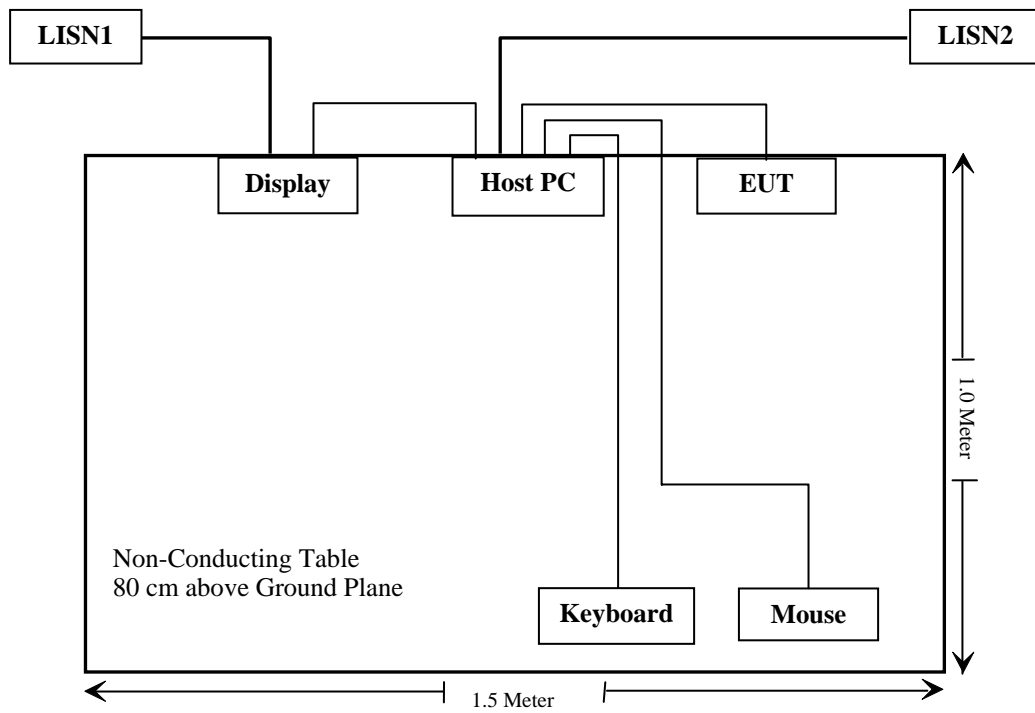 LISN1
LISN2
Display
Host PC
EUT
1.0 Meter
Non-Conducting Table
80 cm above Ground Plane
Keyboard
Mouse
1.5 Meter